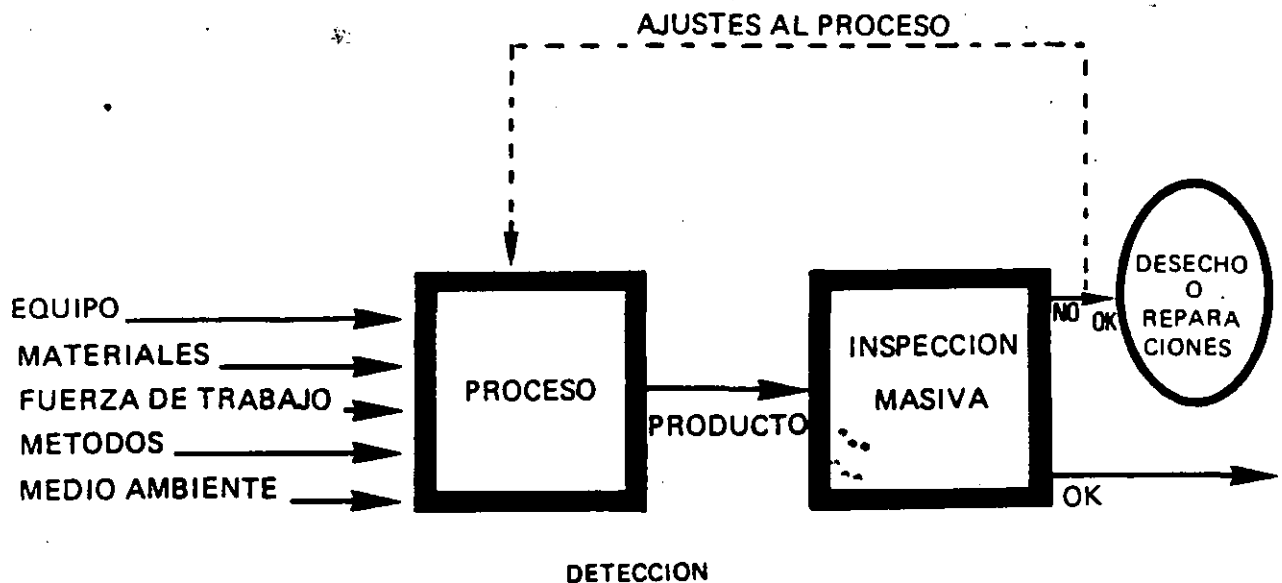 AJUSTES AL PROCESO
EQUIPO
MATERIALES
FUERZA DE TRABAJO
METODOS
MEDIO AMBIENTE
PROCESO
PRODUCTO
INSPECCION
MASIVA
NO OK
DESECHO
O
REPARA
CIONES
OK
DETECCION